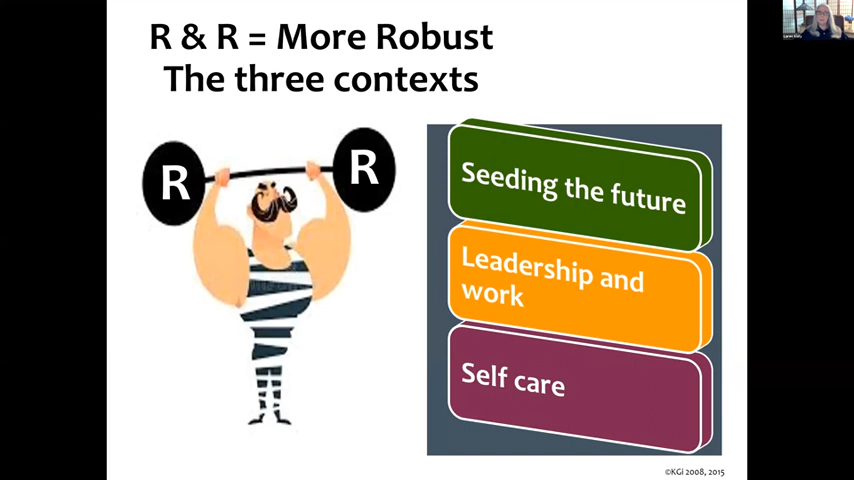 R & R = More Robust
The three contexts
R
R
Seeding the future
Leadership and
work
Self care
©KGi 2008, 2015